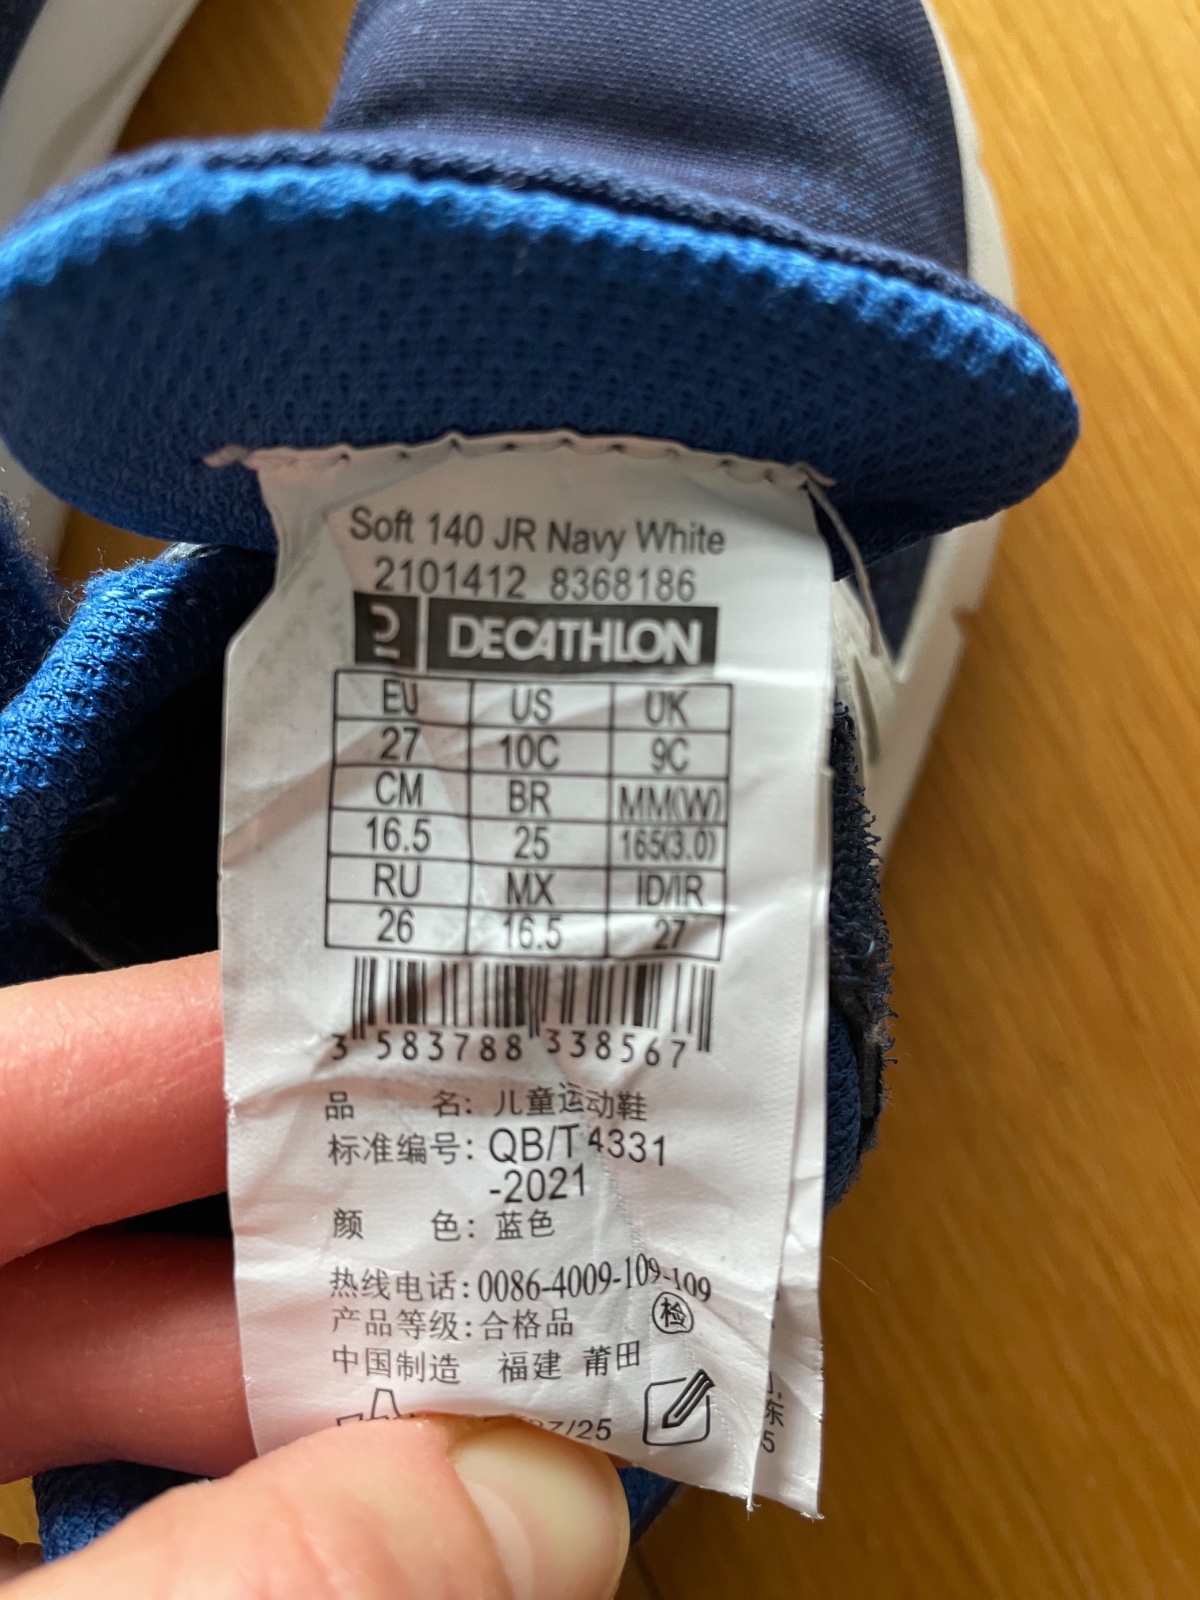 Soft 140 JR Navy White
2101412 8368186
DECATHLON
EU US UK
27 10C 9C
CM BR MM(W)
16.5 25 165(3.0)
RU MX ID/IR
26 16.5 27
3 583788 338567
品 名: 儿童运动鞋
标准编号: QB/T 4331
-2021
颜 色: 蓝色
热线电话: 0086-4009-109-109
产品等级: 合格品 检
中国制造 福建 莆田
/25
东
5